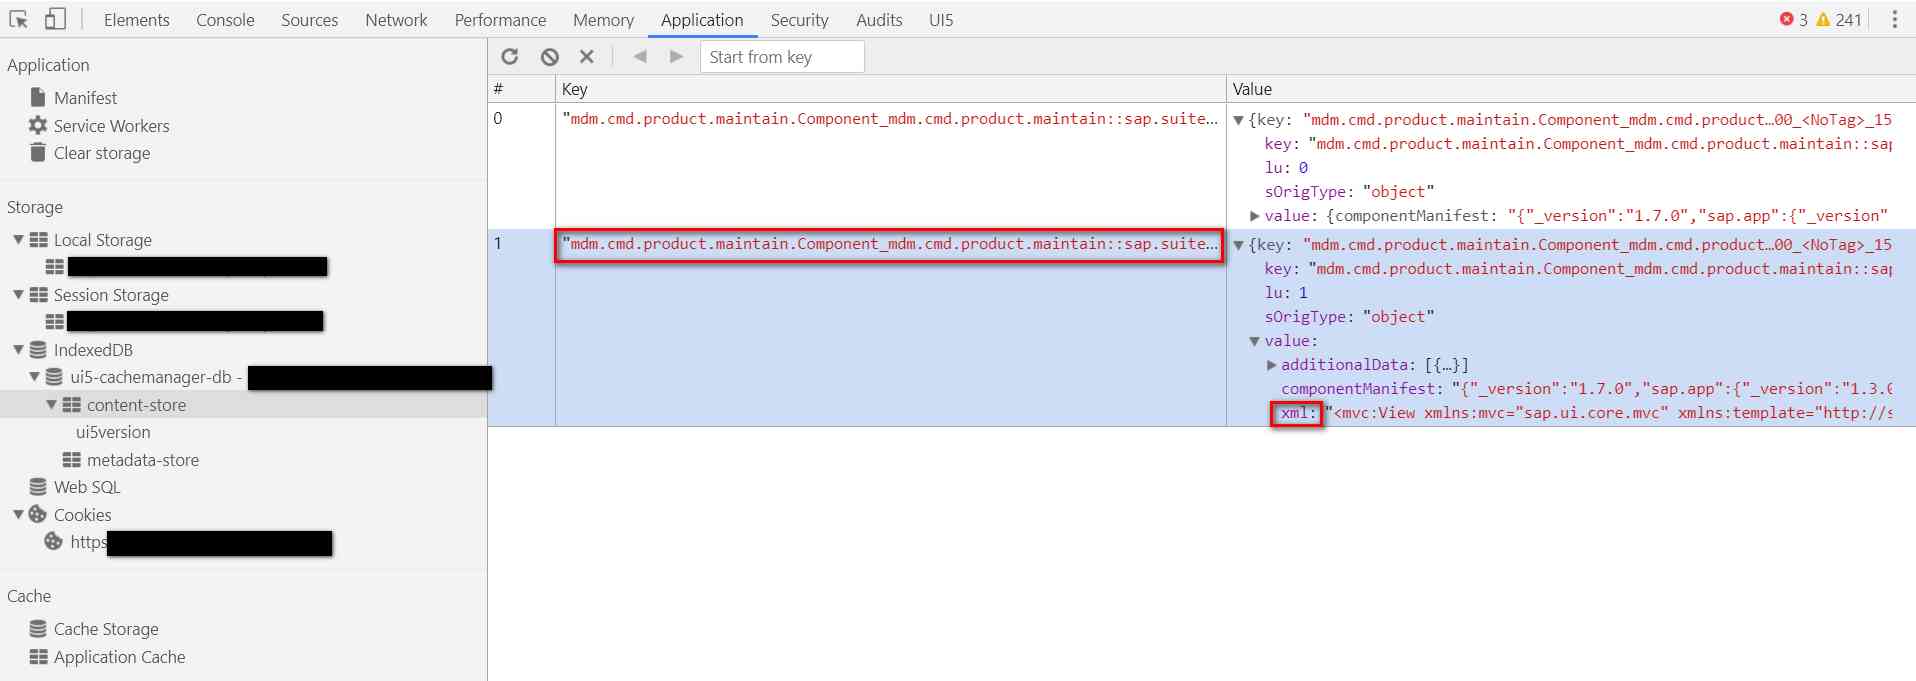 Elements Console Sources Network Performance Memory Application Security Audits UI5 3 241
Application
Manifest
Service Workers
Clear storage
Storage
Local Storage
Session Storage
IndexedDB
ui5-cachemanager-db -
content-store
ui5version
metadata-store
Web SQL
Cookies
https
Cache
Cache Storage
Application Cache
Start from key
# Key Value
0 "mdm.cmd.product.maintain.Component_mdm.cmd.product.maintain::sap.suite...
{key: "mdm.cmd.product.maintain.Component_mdm.cmd.product…00_<NoTag>_15
key: "mdm.cmd.product.maintain.Component_mdm.cmd.product.maintain::sap
lu: 0
sOrigType: "object"
value: {componentManifest: "{"_version":"1.7.0","sap.app":{"_version"
1 "mdm.cmd.product.maintain.Component_mdm.cmd.product.maintain::sap.suite...
{key: "mdm.cmd.product.maintain.Component_mdm.cmd.product…00_<NoTag>_15
key: "mdm.cmd.product.maintain.Component_mdm.cmd.product.maintain::sap
lu: 1
sOrigType: "object"
value:
additionalData: [{…}]
componentManifest: "{"_version":"1.7.0","sap.app":{"_version":"1.3.0
xml: "<mvc:View xmlns:mvc="sap.ui.core.mvc" xmlns:template="http://s